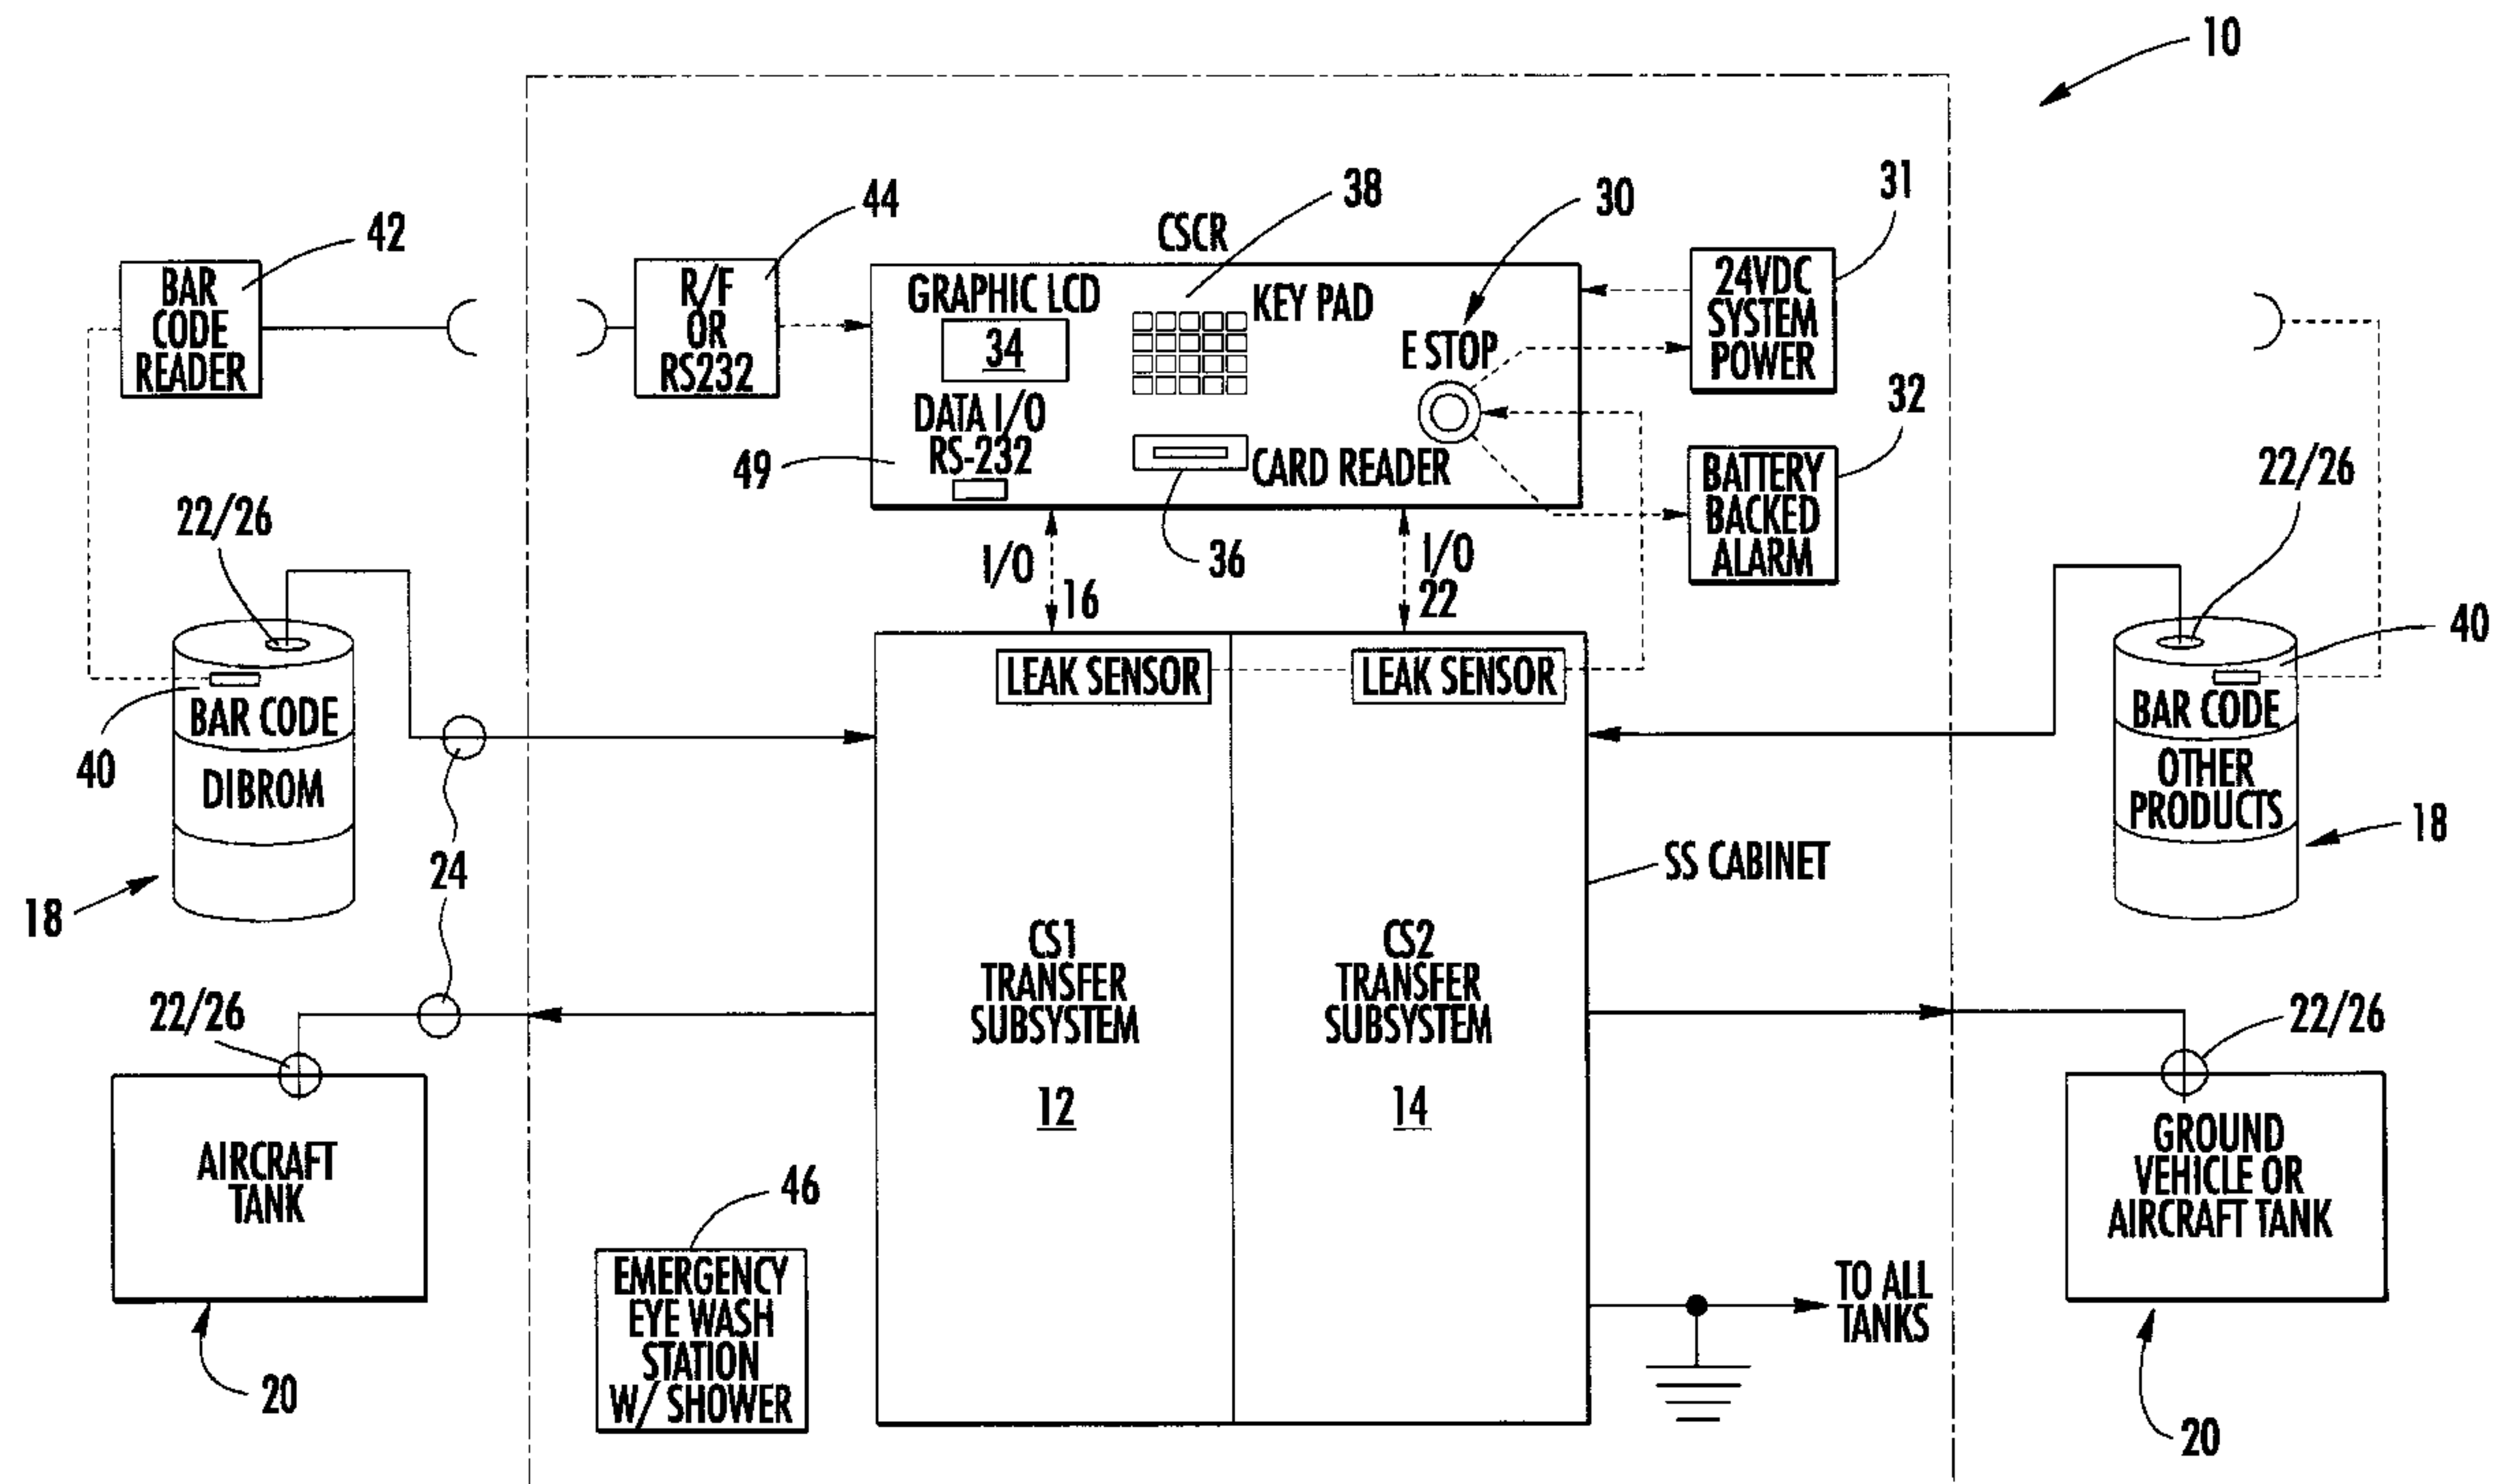 10
42
BAR
CODE
READER
44
R/F
OR
RS232
CSCR
38
30
31
GRAPHIC LCD
34
KEY PAD
E STOP
DATA I/O
RS-232
49
CARD READER
36
24VDC
SYSTEM
POWER
32
BATTERY
BACKED
ALARM
22/26
22/26
I/O
16
I/O
22
LEAK SENSOR
LEAK SENSOR
40
BAR CODE
DIBROM
18
24
40
BAR CODE
OTHER
PRODUCTS
18
SS CABINET
CS1
TRANSFER
SUBSYSTEM
12
CS2
TRANSFER
SUBSYSTEM
14
22/26
AIRCRAFT
TANK
20
46
EMERGENCY
EYE WASH
STATION
W/ SHOWER
TO ALL
TANKS
22/26
GROUND
VEHICLE OR
AIRCRAFT TANK
20